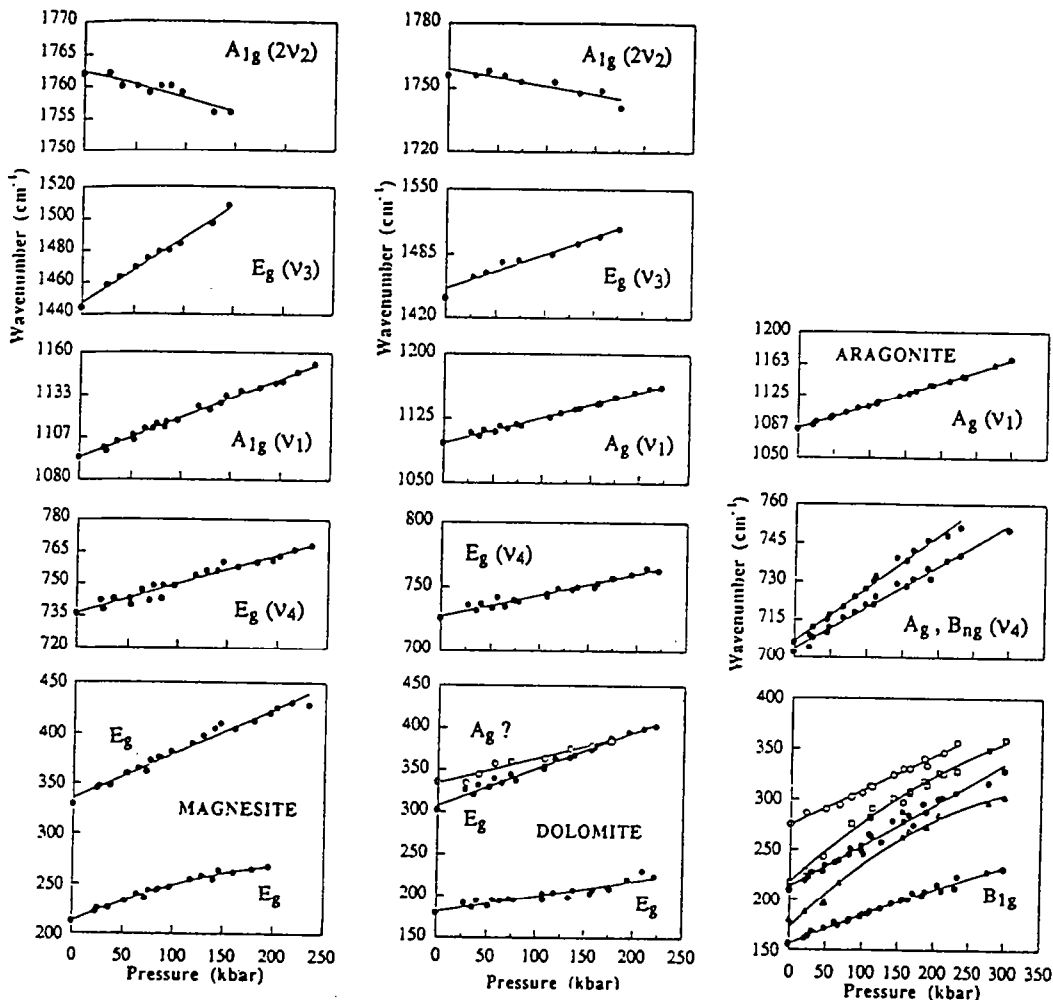 1770
1765
1760
1755
1750
A1g (2ν2)
1780
1760
1740
1720
A1g (2ν2)
Wavenumber (cm-1)
1520
1500
1480
1460
1440
Eg (ν3)
Wavenumber (cm-1)
1550
1485
1420
Eg (ν3)
1160
1133
1107
1080
A1g (ν1)
1200
1125
1050
Ag (ν1)
1200
1163
1125
1087
1050
ARAGONITE
Ag (ν1)
780
765
750
735
720
Eg (ν4)
800
750
700
Eg (ν4)
Wavenumber (cm-1)
760
745
730
715
700
Ag , Bng (ν4)
450
400
350
300
250
200
Eg
MAGNESITE
Eg
0 50 100 150 200 250
Pressure (kbar)
450
400
350
300
250
200
150
Ag ?
Eg
DOLOMITE
Eg
0 50 100 150 200 250
Pressure (kbar)
400
350
300
250
200
150
B1g
0 50 100 150 200 250 300 350
Pressure (kbar)